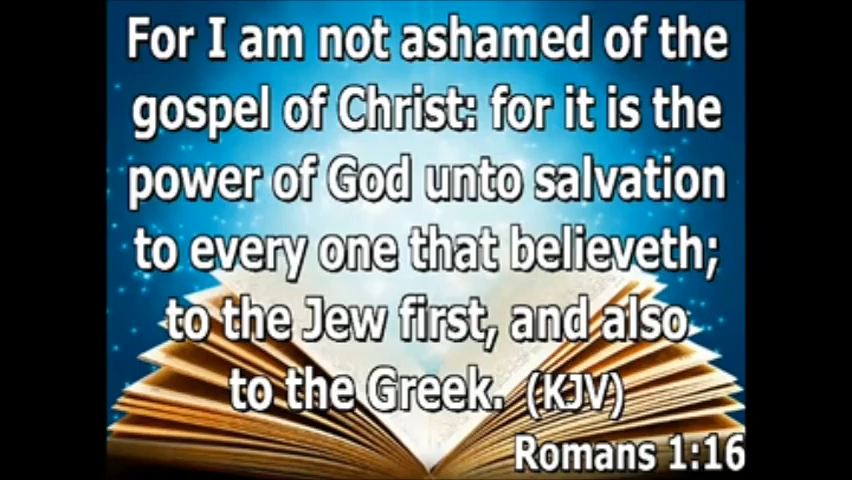 For I am not ashamed of the
gospel of Christ: for it is the
power of God unto salvation
to every one that believeth;
to the Jew first, and also
to the Greek. (KJV)
Romans 1:16